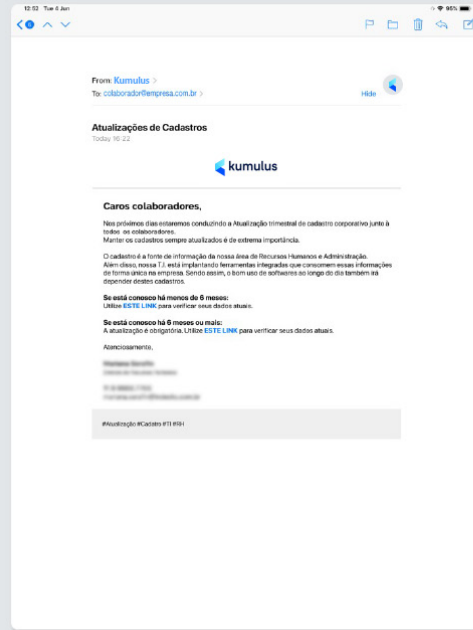 12:52 Tue 4 Jun
95%
From: Kumulus >
To: colaborador@empresa.com.br >
Hide
Atualizações de Cadastros
Today 16:22
kumulus
Caros colaboradores,
Nos próximos dias estaremos conduzindo a Atualização trimestral de cadastro corporativo junto à
todos os colaboradores.
Manter os cadastros sempre atualizados é de extrema importância.
O cadastro é a fonte de informação da nossa área de Recursos Humanos e Administração.
Além disso, nossa T.I. está implantando ferramentas integradas que consomem essas informações
de forma única na empresa. Sendo assim, o bom uso de softwares ao longo do dia também irá
depender destes cadastros.
Se está conosco há menos de 6 meses:
Utilize ESTE LINK para verificar seus dados atuais.
Se está conosco há 6 meses ou mais:
A atualização é obrigatória. Utilize ESTE LINK para verificar seus dados atuais.
Atenciosamente,
#Atualização #Cadatro #TI #RH